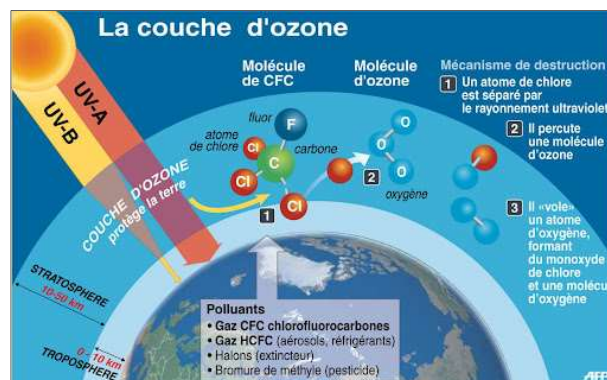 La couche d'ozone
UV-B
UV-A
COUCHE D'OZONE
protège la terre
STRATOSPHERE
10-50 km
0 - 10 km
TROPOSPHERE
Molécule
de CFC
fluor
F
atome
de chlore
Cl
carbone
C
Cl
Cl
1
Molécule
d'ozone
O
O
O
2
oxygène
Mécanisme de destruction
1 Un atome de chlore
est séparé par
le rayonnement ultraviolet
2 Il percute
une molécule
d'ozone
3 Il «vole»
un atome
d'oxygène,
formant
du monoxyde
de chlore
et une molécul
d'oxygène
Polluants
• Gaz CFC chlorofluorocarbones
• Gaz HCFC (aérosols, réfrigérants)
• Halons (extincteur)
• Bromure de méthyle (pesticide)
AFP